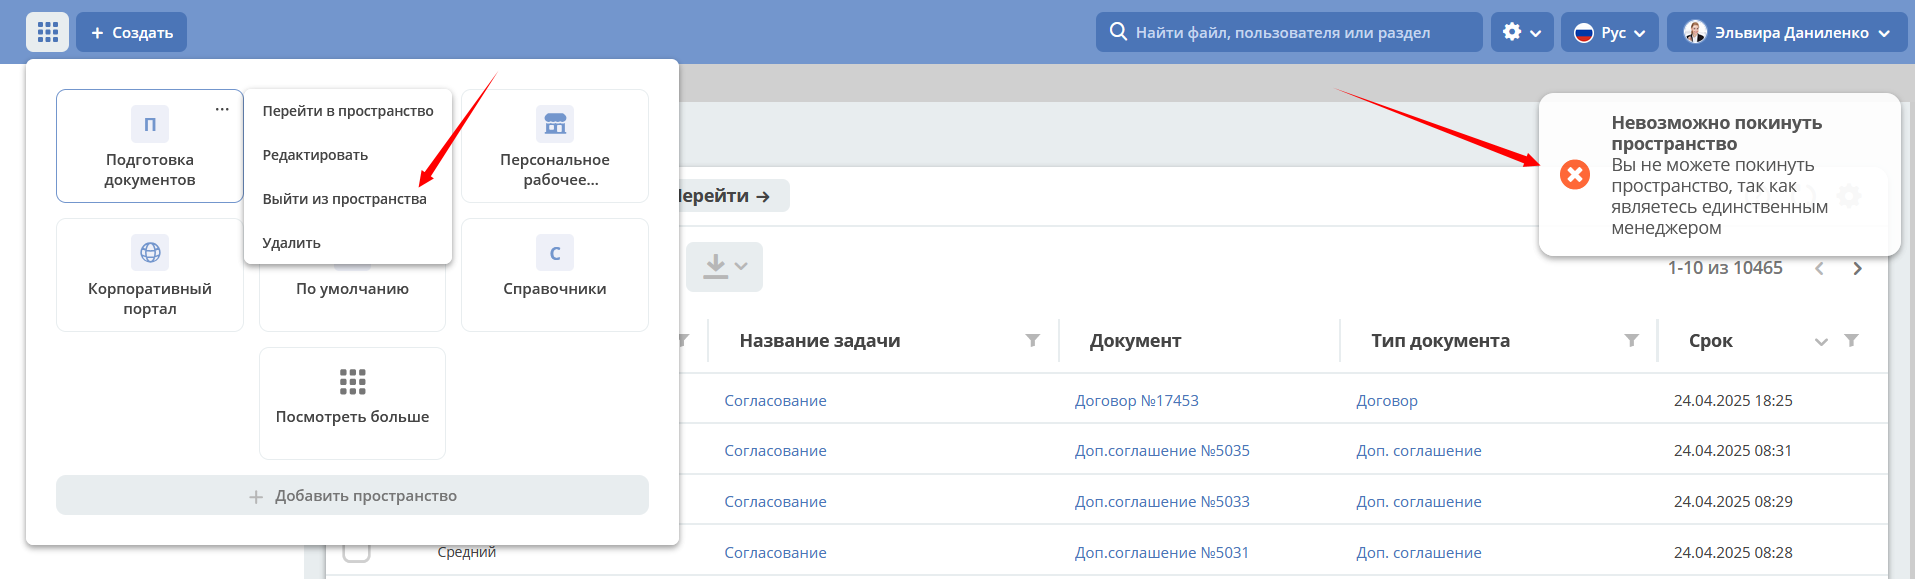 + Создать
Найти файл, пользователя или раздел
Рус
Эльвира Даниленко
П
Подготовка
документов
Перейти в пространство
Редактировать
Выйти из пространства
Удалить
Персональное
рабочее...
Корпоративный
портал
По умолчанию
С
Справочники
Посмотреть больше
+ Добавить пространство
Невозможно покинуть
пространство
Вы не можете покинуть
пространство, так как
являетесь единственным
менеджером
ерейти →
1-10 из 10465
Название задачи
Документ
Тип документа
Срок
Согласование
Договор №17453
Договор
24.04.2025 18:25
Согласование
Доп.соглашение №5035
Доп. соглашение
24.04.2025 08:31
Согласование
Доп.соглашение №5033
Доп. соглашение
24.04.2025 08:29
Средний
Согласование
Доп.соглашение №5031
Доп. соглашение
24.04.2025 08:28